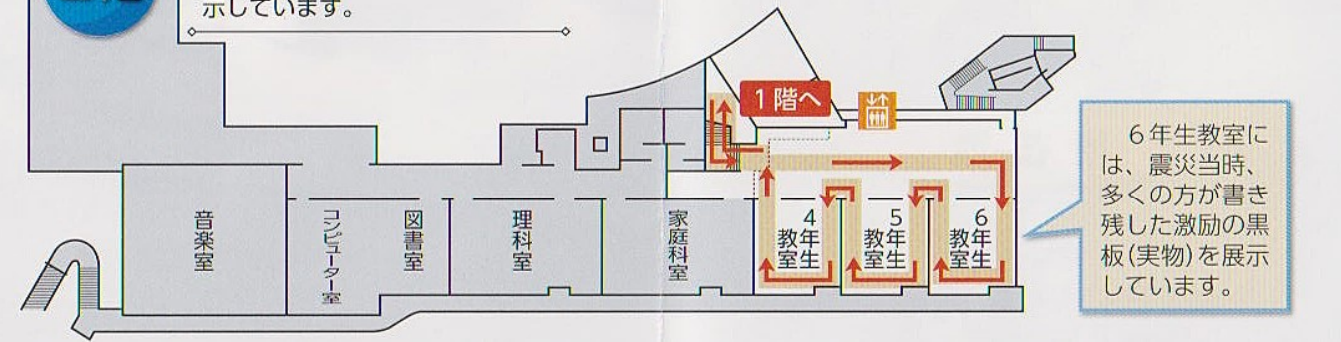 示しています。
1階へ
音楽室
コンピューター室
図書室
理科室
家庭科室
4年生
教室
5年生
教室
6年生
教室
6年生教室に
は、震災当時、
多くの方が書き
残した激励の黒
板(実物)を展示
しています。